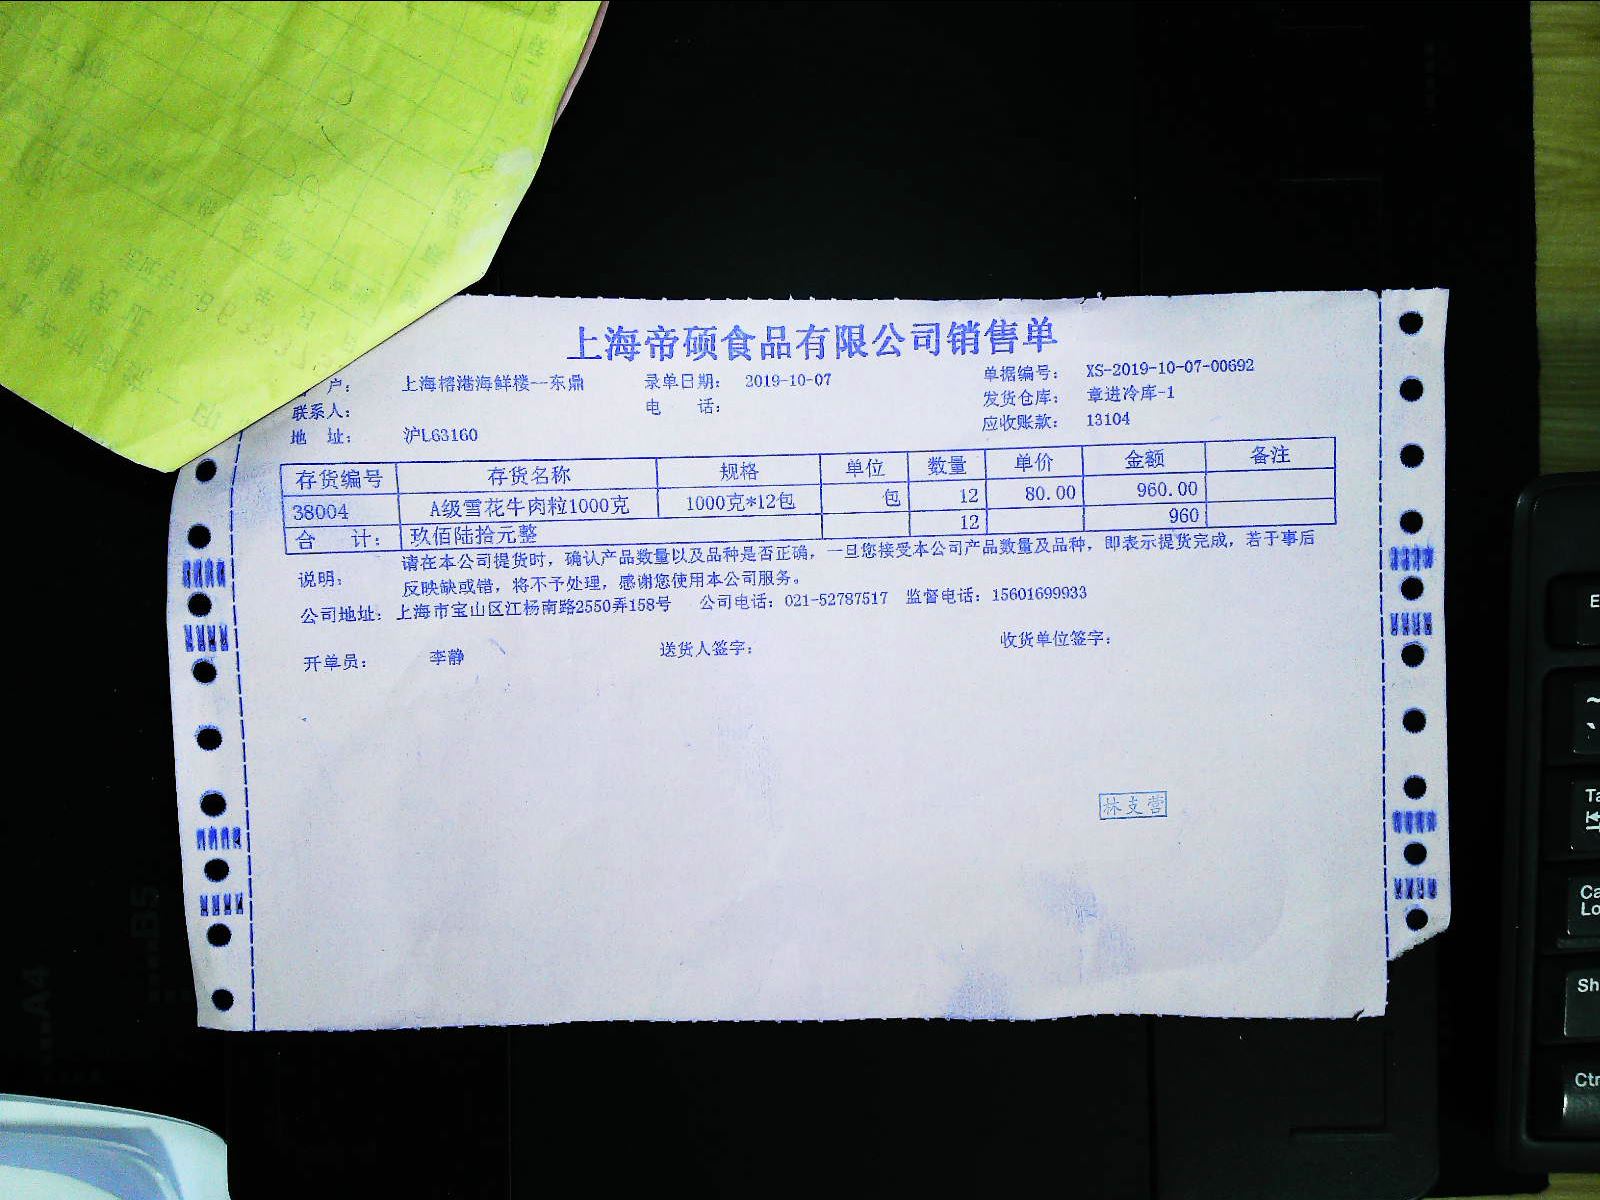 上海帝硕食品有限公司销售单
户： 上海榕港海鲜楼--东鼎 录单日期： 2019-10-07 单据编号： XS-2019-10-07-00692
联系人： 电 话： 发货仓库： 章进冷库-1
地 址： 沪L63160 应收账款： 13104
存货编号 存货名称 规格 单位 数量 单价 金额 备注
38004 A级雪花牛肉粒1000克 1000克*12包 包 12 80.00 960.00
合 计： 玖佰陆拾元整 12 960
说明： 请在本公司提货时，确认产品数量以及品种是否正确，一旦您接受本公司产品数量及品种，即表示提货完成，若于事后
反映缺或错，将不予处理，感谢您使用本公司服务。
公司地址：上海市宝山区江杨南路2550弄158号 公司电话：021-52787517 监督电话：15601699933
开单员： 李静 送货人签字： 收货单位签字：
林支营
B5
A4
Sh
Ctr